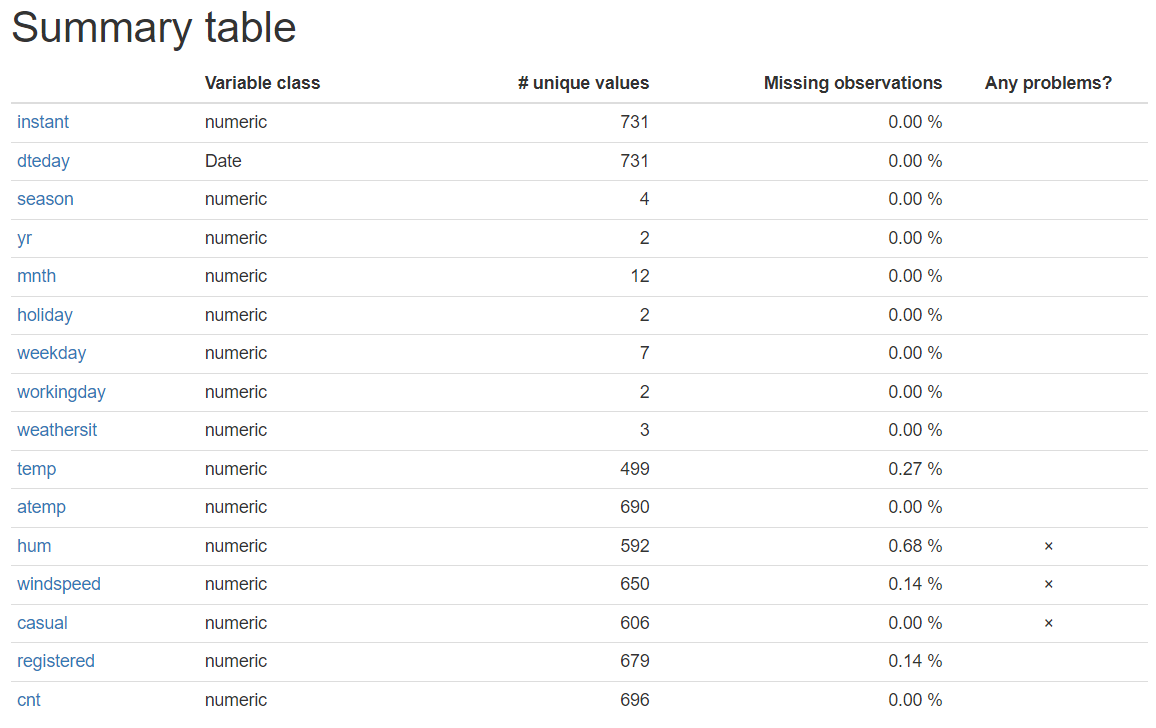 Summary table
Variable class # unique values Missing observations Any problems?
instant numeric 731 0.00 %
dteday Date 731 0.00 %
season numeric 4 0.00 %
yr numeric 2 0.00 %
mnth numeric 12 0.00 %
holiday numeric 2 0.00 %
weekday numeric 7 0.00 %
workingday numeric 2 0.00 %
weathersit numeric 3 0.00 %
temp numeric 499 0.27 %
atemp numeric 690 0.00 %
hum numeric 592 0.68 % ×
windspeed numeric 650 0.14 % ×
casual numeric 606 0.00 % ×
registered numeric 679 0.14 %
cnt numeric 696 0.00 %